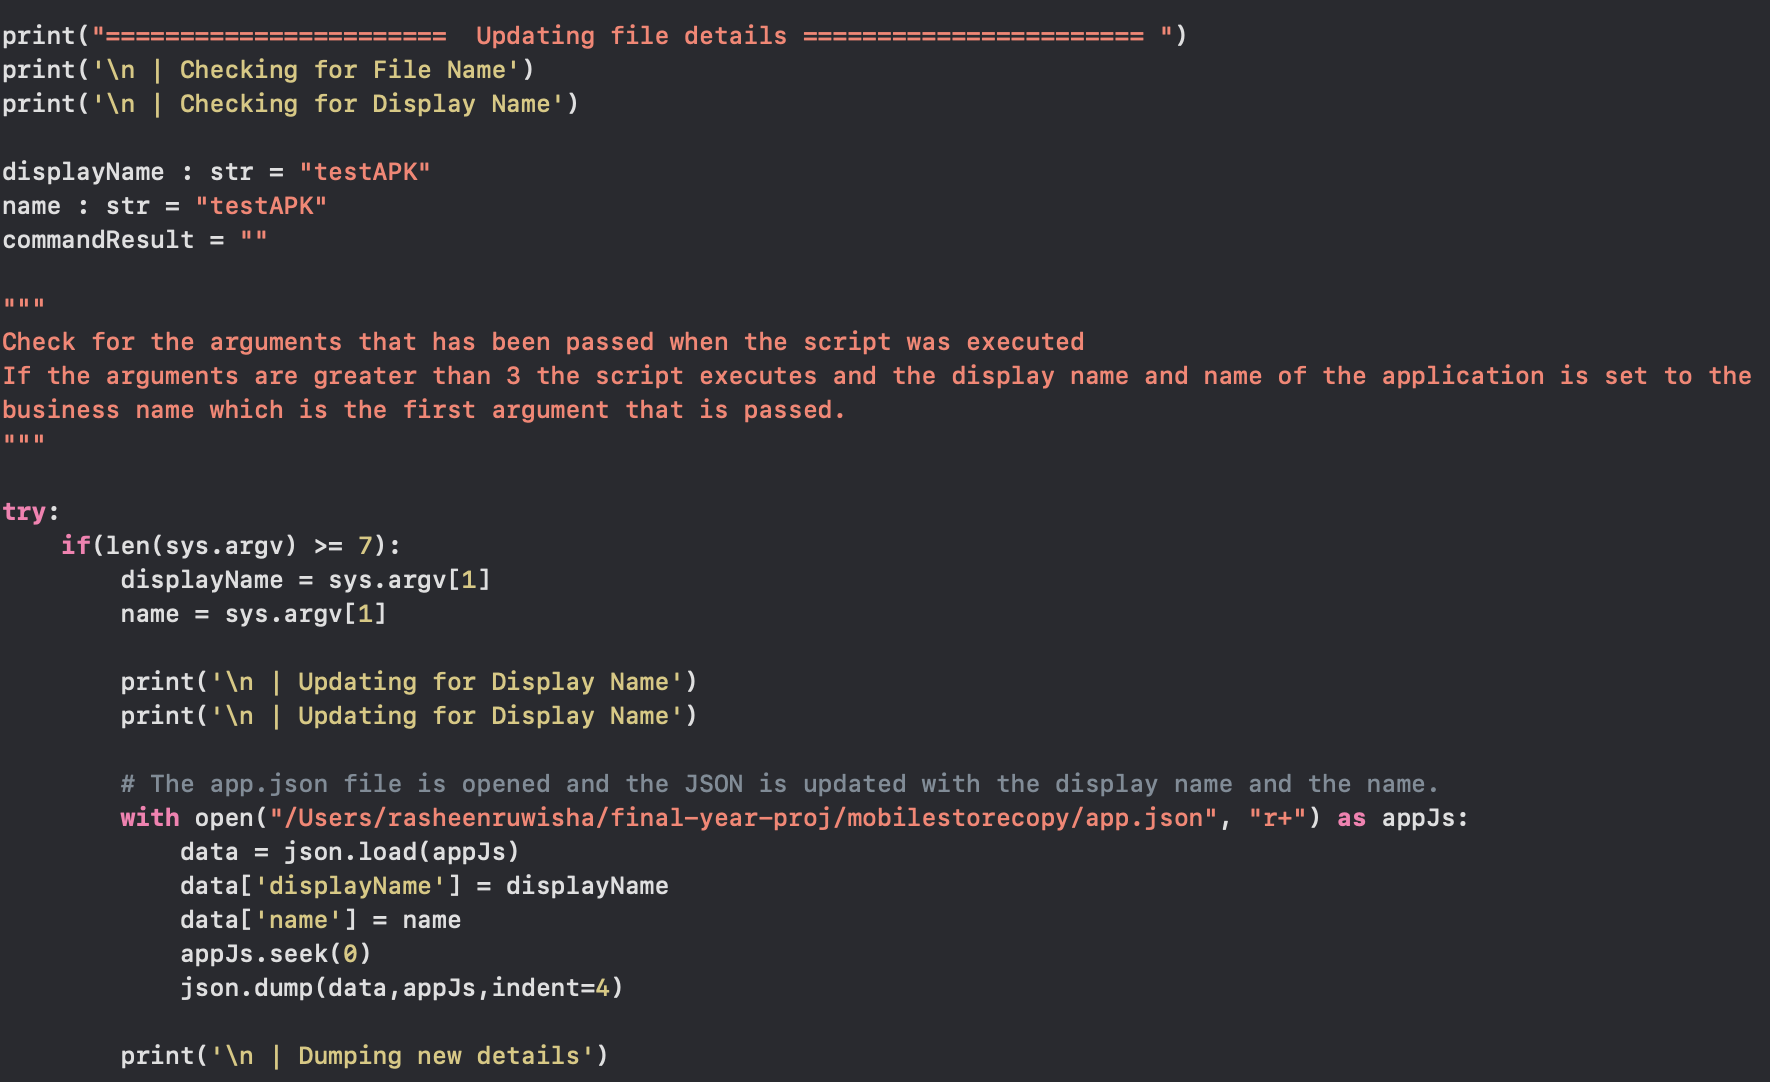 print("=======================  Updating file details ======================= ")
print('\n | Checking for File Name')
print('\n | Checking for Display Name')

displayName : str = "testAPK"
name : str = "testAPK"
commandResult = ""

"""
Check for the arguments that has been passed when the script was executed
If the arguments are greater than 3 the script executes and the display name and name of the application is set to the
business name which is the first argument that is passed.
"""

try:
    if(len(sys.argv) >= 7):
        displayName = sys.argv[1]
        name = sys.argv[1]

        print('\n | Updating for Display Name')
        print('\n | Updating for Display Name')

        # The app.json file is opened and the JSON is updated with the display name and the name.
        with open("/Users/rasheenruwisha/final-year-proj/mobilestorecopy/app.json", "r+") as appJs:
            data = json.load(appJs)
            data['displayName'] = displayName
            data['name'] = name
            appJs.seek(0)
            json.dump(data,appJs,indent=4)

        print('\n | Dumping new details')